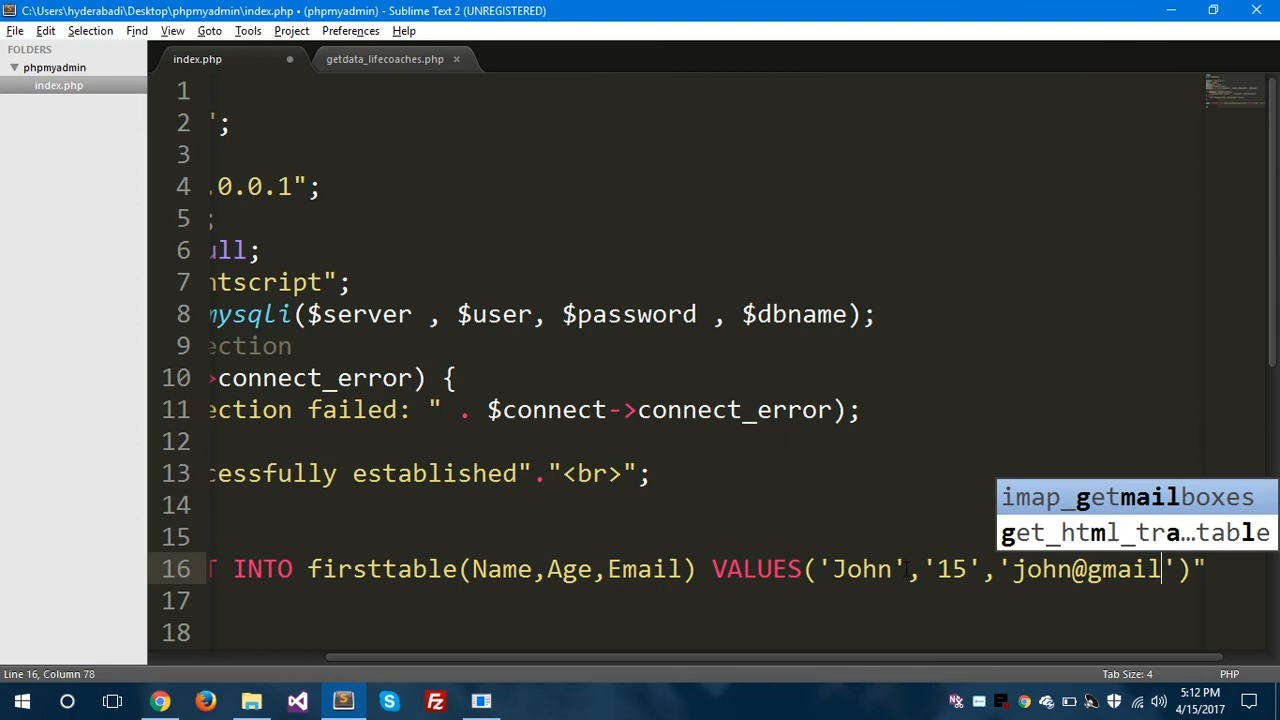 C:\Users\hyderabadi\Desktop\phpmyadmin\index.php • (phpmyadmin) - Sublime Text 2 (UNREGISTERED)
File Edit Selection Find View Goto Tools Project Preferences Help
FOLDERS
phpmyadmin
index.php
index.php getdata_lifecoaches.php
1
2 ";
3
4 .0.0.1";
5 ;
6 ull;
7 ntscript";
8 mysqli($server , $user, $password , $dbname);
9 ection
10 >connect_error) {
11 ection failed: " . $connect->connect_error);
12
13 cessfully established"."<br>";
14
imap_getmailboxes
15
get_html_tra…table
16 T INTO firsttable(Name,Age,Email) VALUES('John','15','john@gmail')"
17
18
Line 16, Column 78 Tab Size: 4 PHP
5:12 PM
4/15/2017